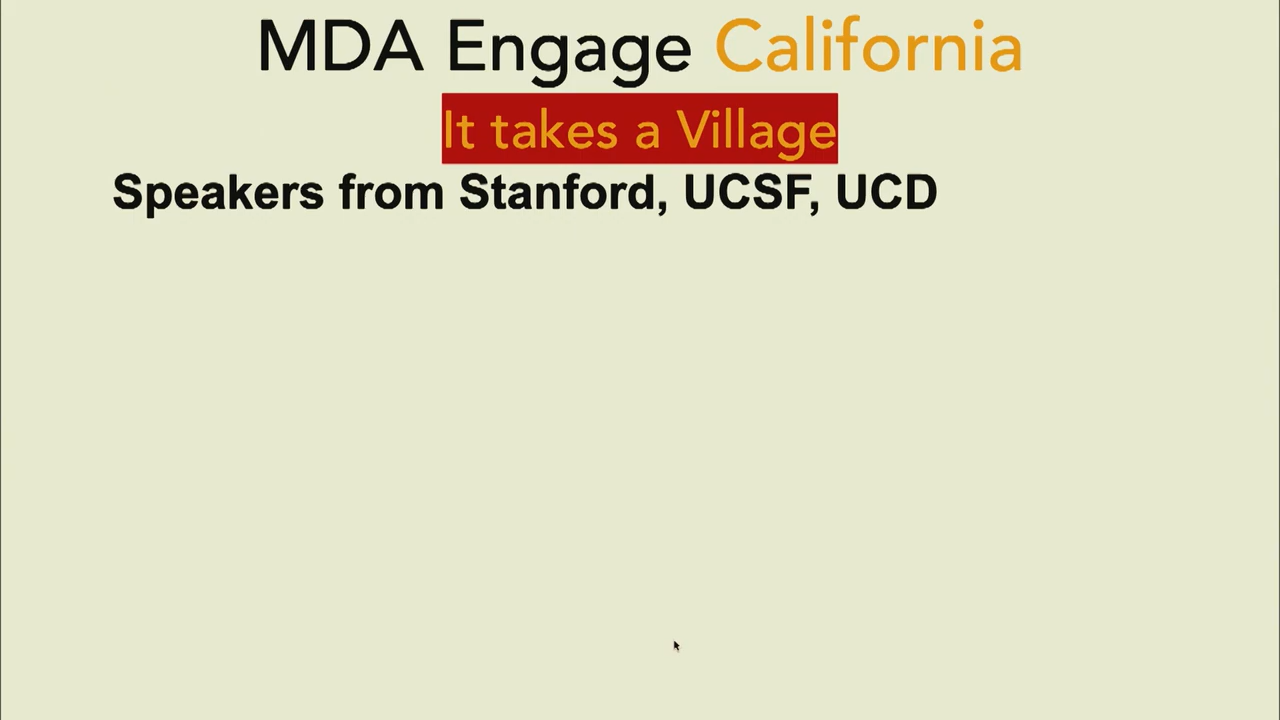 MDA Engage California
It takes a Village
Speakers from Stanford, UCSF, UCD